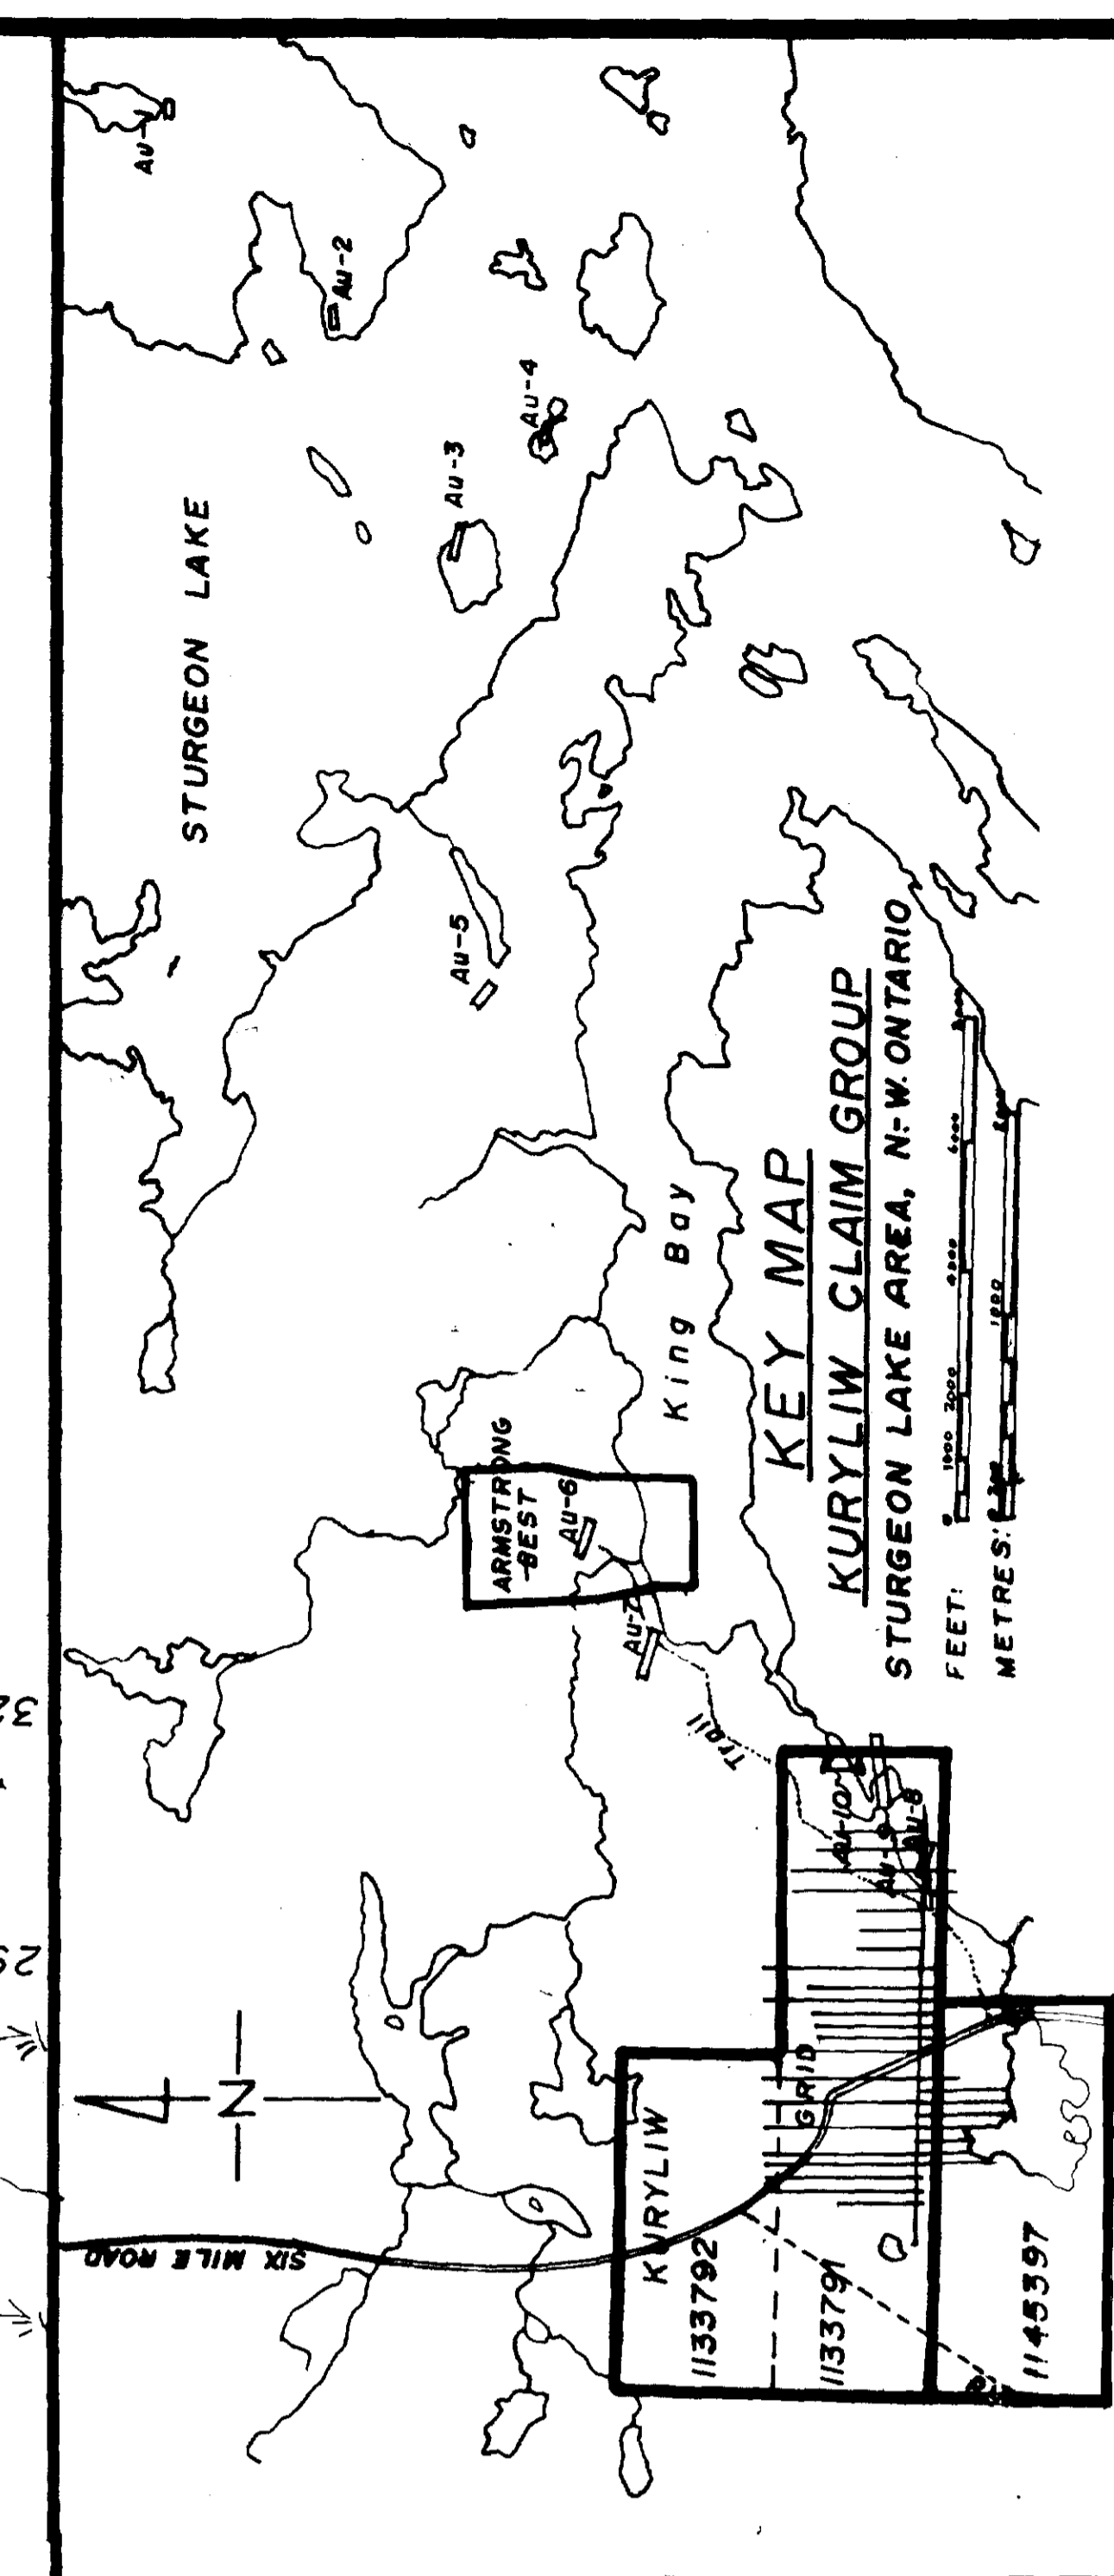 STURGEON LAKE
Au-2
Au-3
Au-4
Au-5
ARMSTRONG
-BEST
Au-6
Au-7
King Bay
Trail
KEY MAP
KURYLIW CLAIM GROUP
STURGEON LAKE AREA, N.-W. ONTARIO
FEET: 0 1000 2000 4000 6000
METRES: 1000
SIX MILE ROAD
N
KURYLIW
1133792
1133791
1145397
GRID
Au-10
Au-9
Au-8